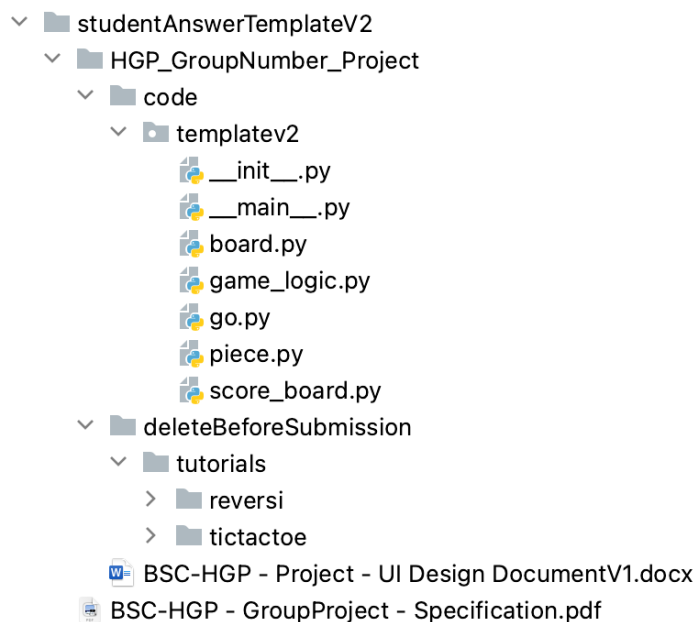 studentAnswerTemplateV2
HGP_GroupNumber_Project
code
templatev2
__init__.py
__main__.py
board.py
game_logic.py
go.py
piece.py
score_board.py
deleteBeforeSubmission
tutorials
reversi
tictactoe
BSC-HGP - Project - UI Design DocumentV1.docx
BSC-HGP - GroupProject - Specification.pdf